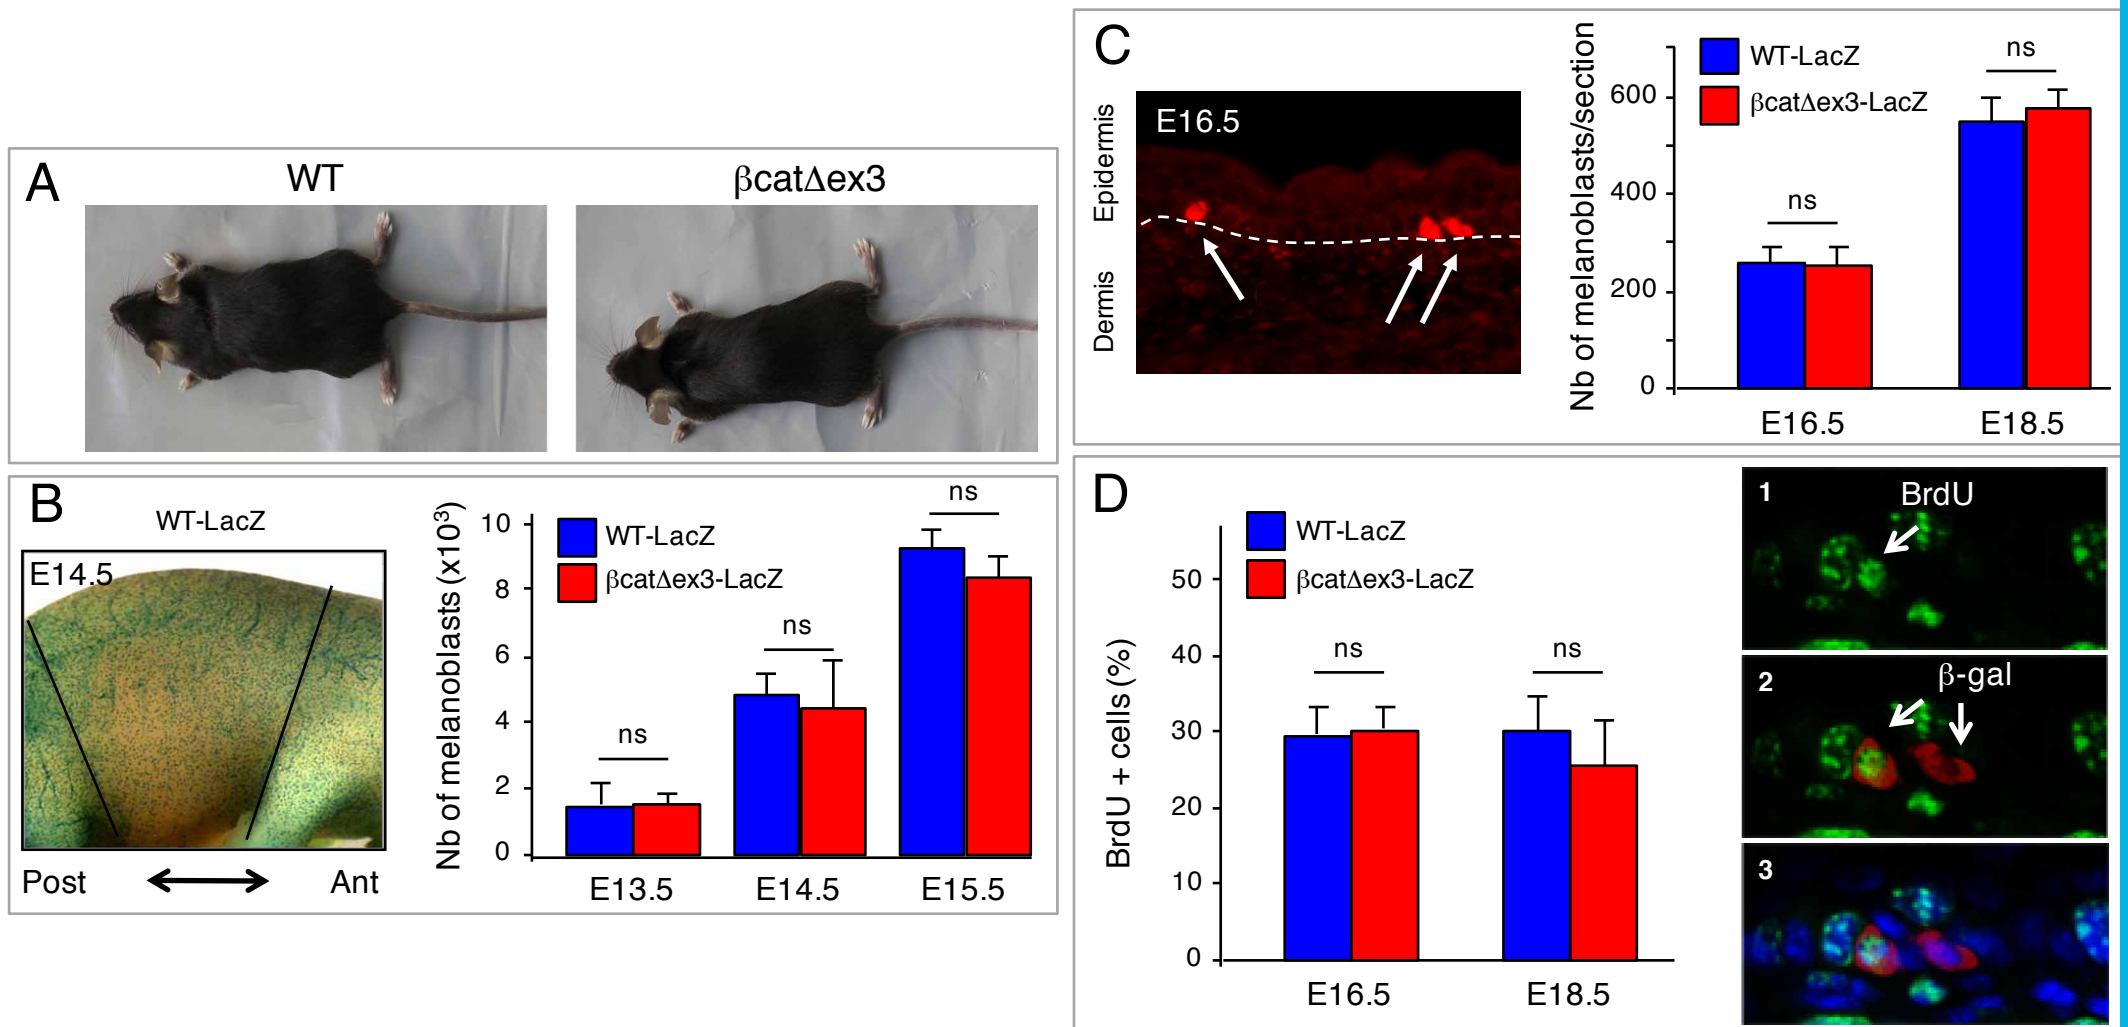 A
WT
βcatΔex3
B
WT-LacZ
E14.5
Post
Ant
Nb of melanoblasts (x10³)
10
8
6
4
2
0
WT-LacZ
βcatΔex3-LacZ
ns
ns
ns
E13.5
E14.5
E15.5
C
Epidermis
Dermis
E16.5
Nb of melanoblasts/section
600
400
200
0
WT-LacZ
βcatΔex3-LacZ
ns
ns
E16.5
E18.5
D
BrdU + cells (%)
50
40
30
20
10
0
WT-LacZ
βcatΔex3-LacZ
ns
ns
E16.5
E18.5
1
BrdU
2
β-gal
3